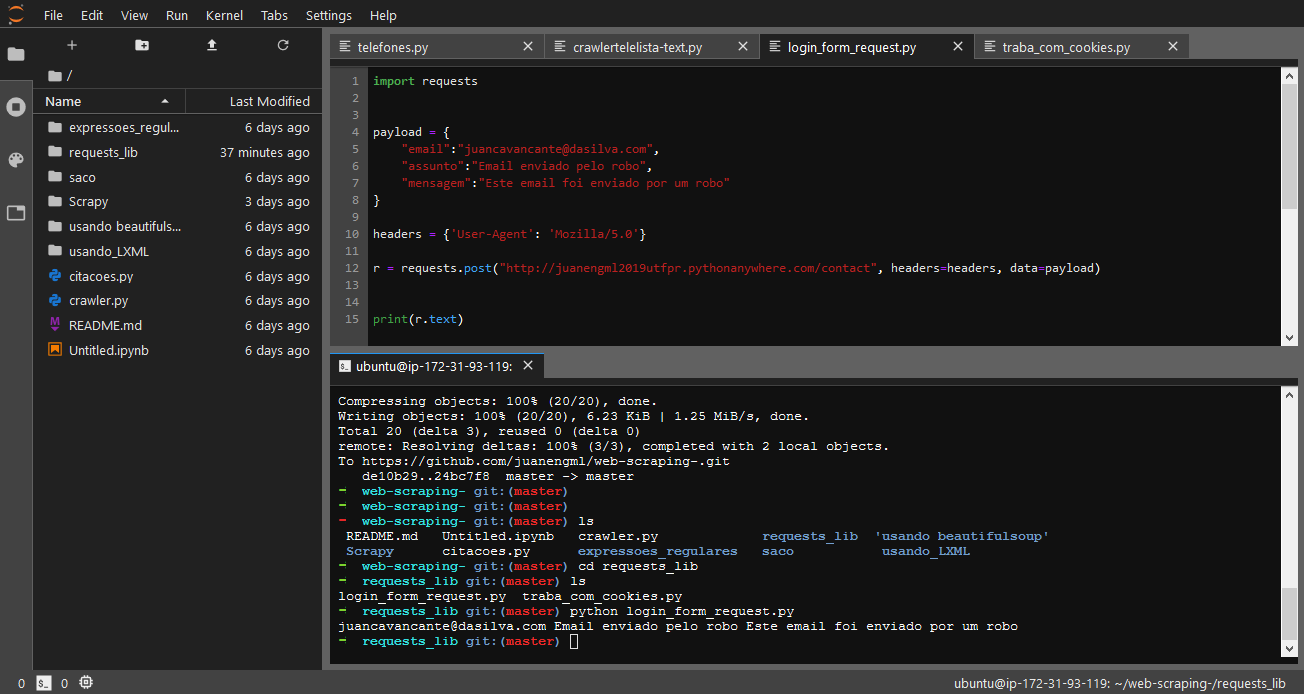 File Edit View Run Kernel Tabs Settings Help
/
Name Last Modified
expressoes_regul... 6 days ago
requests_lib 37 minutes ago
saco 6 days ago
Scrapy 3 days ago
usando beautifuls... 6 days ago
usando_LXML 6 days ago
citacoes.py 6 days ago
crawler.py 6 days ago
README.md 6 days ago
Untitled.ipynb 6 days ago
telefones.py crawlertelelista-text.py login_form_request.py traba_com_cookies.py
1 import requests
2
3
4 payload = {
5 "email":"juancavancante@dasilva.com",
6 "assunto":"Email enviado pelo robo",
7 "mensagem":"Este email foi enviado por um robo"
8 }
9
10 headers = {'User-Agent': 'Mozilla/5.0'}
11
12 r = requests.post("http://juanengml2019utfpr.pythonanywhere.com/contact", headers=headers, data=payload)
13
14
15 print(r.text)
ubuntu@ip-172-31-93-119:
Compressing objects: 100% (20/20), done.
Writing objects: 100% (20/20), 6.23 KiB | 1.25 MiB/s, done.
Total 20 (delta 3), reused 0 (delta 0)
remote: Resolving deltas: 100% (3/3), completed with 2 local objects.
To https://github.com/juanengml/web-scraping-.git
de10b29..24bc7f8 master -> master
web-scraping- git:(master)
web-scraping- git:(master)
web-scraping- git:(master) ls
README.md Untitled.ipynb crawler.py requests_lib 'usando beautifulsoup'
Scrapy citacoes.py expressoes_regulares saco usando_LXML
web-scraping- git:(master) cd requests_lib
requests_lib git:(master) ls
login_form_request.py traba_com_cookies.py
requests_lib git:(master) python login_form_request.py
juancavancante@dasilva.com Email enviado pelo robo Este email foi enviado por um robo
requests_lib git:(master)
0 0 ubuntu@ip-172-31-93-119: ~/web-scraping-/requests_lib